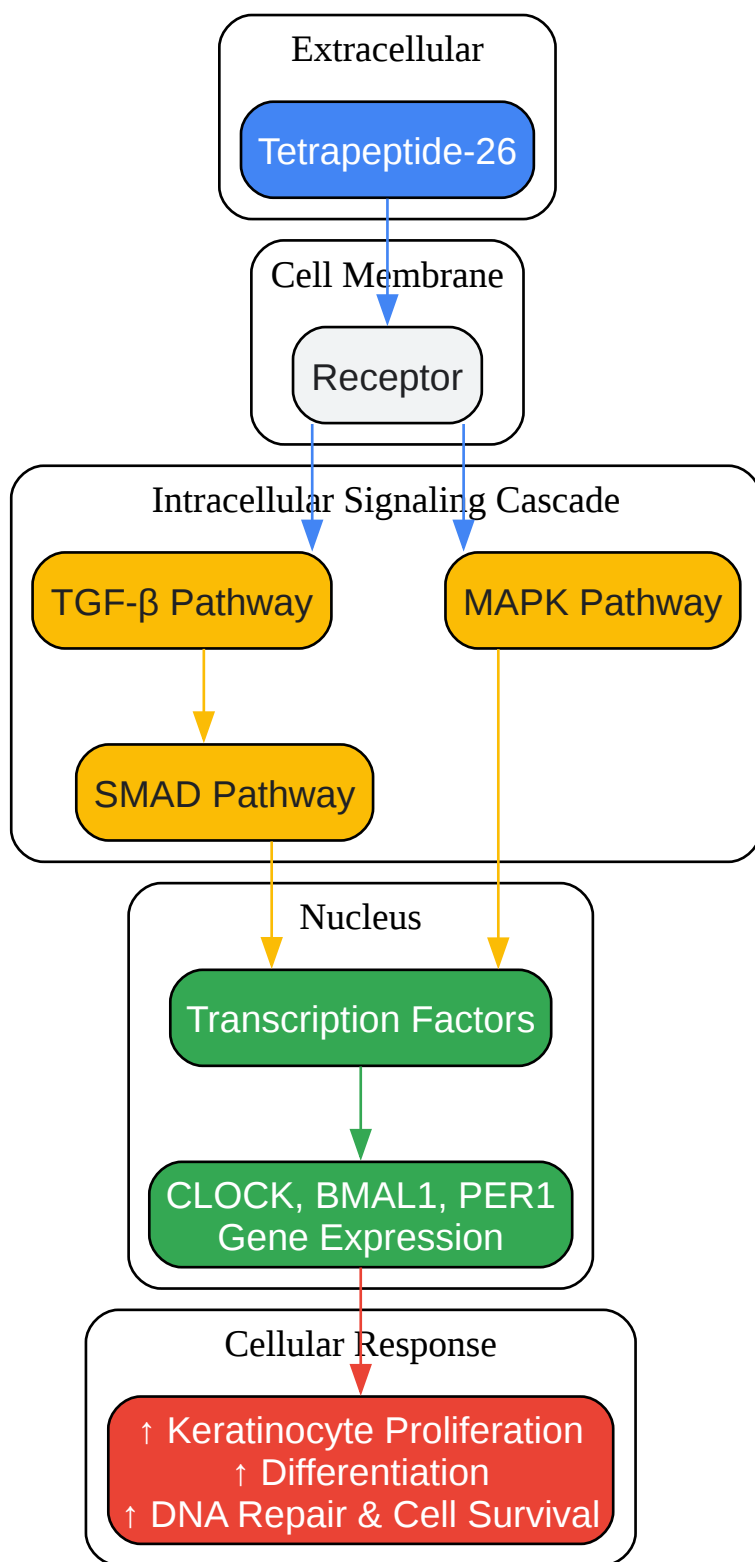 Extracellular
Tetrapeptide-26
Cell Membrane
Receptor
Intracellular Signaling Cascade
TGF-β Pathway
MAPK Pathway
SMAD Pathway
Nucleus
Transcription Factors
CLOCK, BMAL1, PER1
Gene Expression
Cellular Response
↑ Keratinocyte Proliferation
↑ Differentiation
↑ DNA Repair & Cell Survival